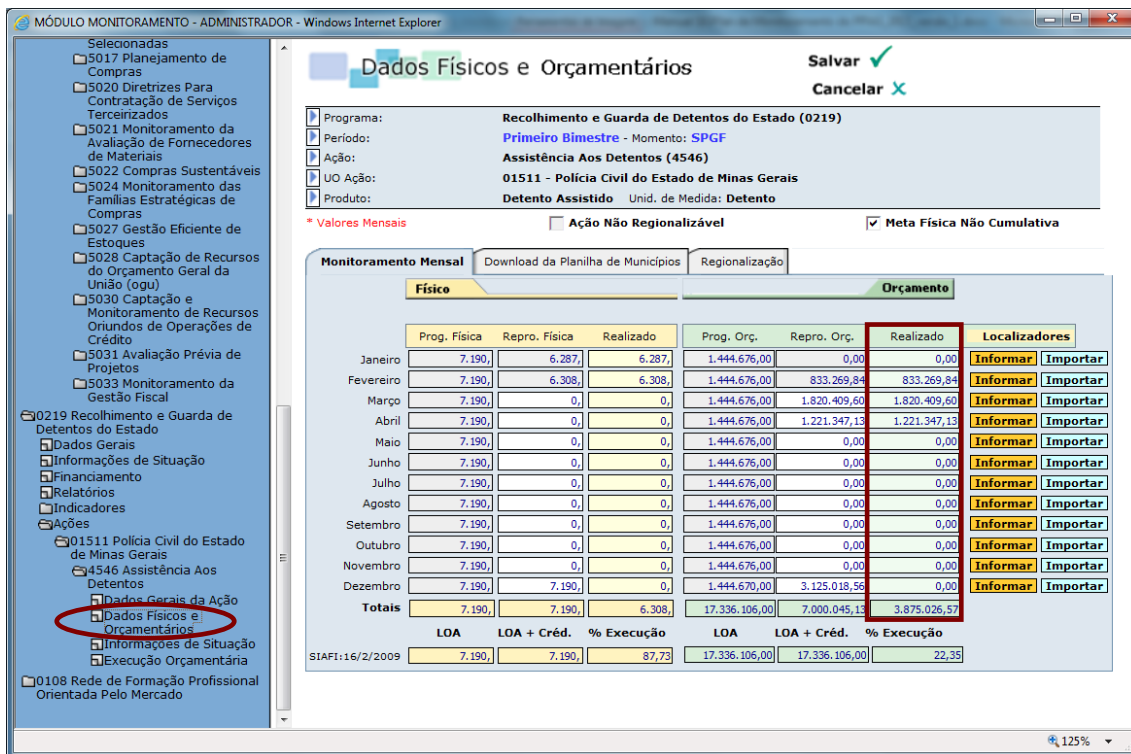 MÓDULO MONITORAMENTO - ADMINISTRADOR - Windows Internet Explorer
Selecionadas
5017 Planejamento de
Compras
5020 Diretrizes Para
Contratação de Serviços
Terceirizados
5021 Monitoramento da
Avaliação de Fornecedores
de Materiais
5022 Compras Sustentáveis
5024 Monitoramento das
Famílias Estratégicas de
Compras
5027 Gestão Eficiente de
Estoques
5028 Captação de Recursos
do Orçamento Geral da
União (ogu)
5030 Captação e
Monitoramento de Recursos
Oriundos de Operações de
Crédito
5031 Avaliação Prévia de
Projetos
5033 Monitoramento da
Gestão Fiscal
0219 Recolhimento e Guarda de
Detentos do Estado
Dados Gerais
Informações de Situação
Financiamento
Relatórios
Indicadores
Ações
01511 Polícia Civil do Estado
de Minas Gerais
4546 Assistência Aos
Detentos
Dados Gerais da Ação
Dados Físicos e
Orçamentários
Informações de Situação
Execução Orçamentária
0108 Rede de Formação Profissional
Orientada Pelo Mercado
Dados Físicos e Orçamentários
Salvar
Cancelar
Programa: Recolhimento e Guarda de Detentos do Estado (0219)
Período: Primeiro Bimestre - Momento: SPGF
Ação: Assistência Aos Detentos (4546)
UO Ação: 01511 - Polícia Civil do Estado de Minas Gerais
Produto: Detento Assistido Unid. de Medida: Detento
* Valores Mensais Ação Não Regionalizável Meta Física Não Cumulativa
Monitoramento Mensal Download da Planilha de Municípios Regionalização
Físico Orçamento
Prog. Física Repro. Física Realizado Prog. Orç. Repro. Orç. Realizado Localizadores
Janeiro 7.190, 6.287, 6.287, 1.444.676,00 0,00 0,00 Informar Importar
Fevereiro 7.190, 6.308, 6.308, 1.444.676,00 833.269,84 833.269,84 Informar Importar
Março 7.190, 0, 0, 1.444.676,00 1.820.409,60 1.820.409,60 Informar Importar
Abril 7.190, 0, 0, 1.444.676,00 1.221.347,13 1.221.347,13 Informar Importar
Maio 7.190, 0, 0, 1.444.676,00 0,00 0,00 Informar Importar
Junho 7.190, 0, 0, 1.444.676,00 0,00 0,00 Informar Importar
Julho 7.190, 0, 0, 1.444.676,00 0,00 0,00 Informar Importar
Agosto 7.190, 0, 0, 1.444.676,00 0,00 0,00 Informar Importar
Setembro 7.190, 0, 0, 1.444.676,00 0,00 0,00 Informar Importar
Outubro 7.190, 0, 0, 1.444.676,00 0,00 0,00 Informar Importar
Novembro 7.190, 0, 0, 1.444.676,00 0,00 0,00 Informar Importar
Dezembro 7.190, 7.190, 0, 1.444.670,00 3.125.018,56 0,00 Informar Importar
Totais 7.190, 7.190, 6.308, 17.336.106,00 7.000.045,13 3.875.026,57
LOA LOA + Créd. % Execução LOA LOA + Créd. % Execução
SIAFI:16/2/2009 7.190, 7.190, 87,73 17.336.106,00 17.336.106,00 22,35
125%